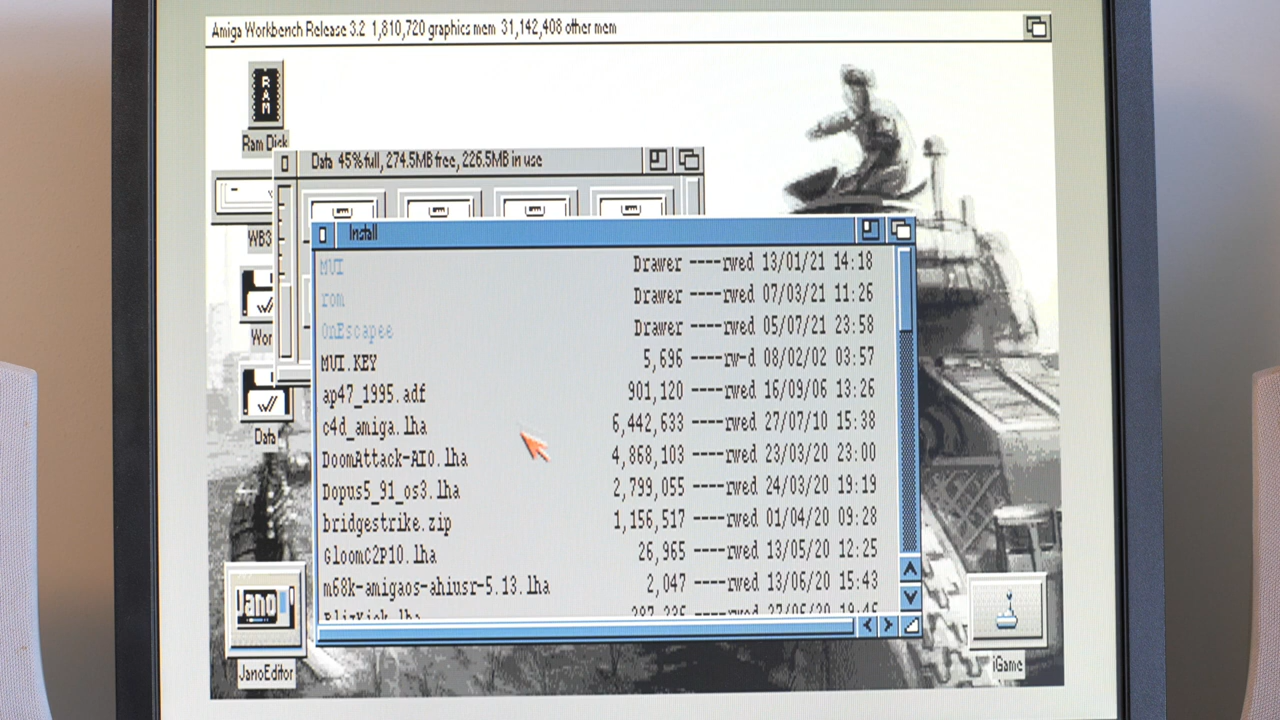 Amiga Workbench Release 3.2 1,810,720 graphics mem 31,142,408 other mem
RAM
Ram Disk
Data 45% full, 274.5MB free, 226.5MB in use
WB3
Install
MUI Drawer ----rwed 13/01/21 14:18
rom Drawer ----rwed 07/03/21 11:26
OnEscapee Drawer ----rwed 05/07/21 23:58
MUI.KEY 5,696 ----rw-d 08/02/02 03:57
ap47_1995.adf 901,120 ----rwed 16/09/06 13:26
c4d_amiga.lha 6,442,633 ----rwed 27/07/10 15:38
DoomAttack-AIO.lha 4,868,103 ----rwed 23/03/20 23:00
Dopus5_91_os3.lha 2,799,055 ----rwed 24/03/20 19:19
bridgestrike.zip 1,156,517 ----rwed 01/04/20 09:28
GloomC2P10.lha 26,965 ----rwed 13/05/20 12:25
m68k-amigaos-ahiusr-5.13.lha 2,047 ----rwed 13/06/20 15:43
Wor
Data
Jano
JanoEditor
iGame